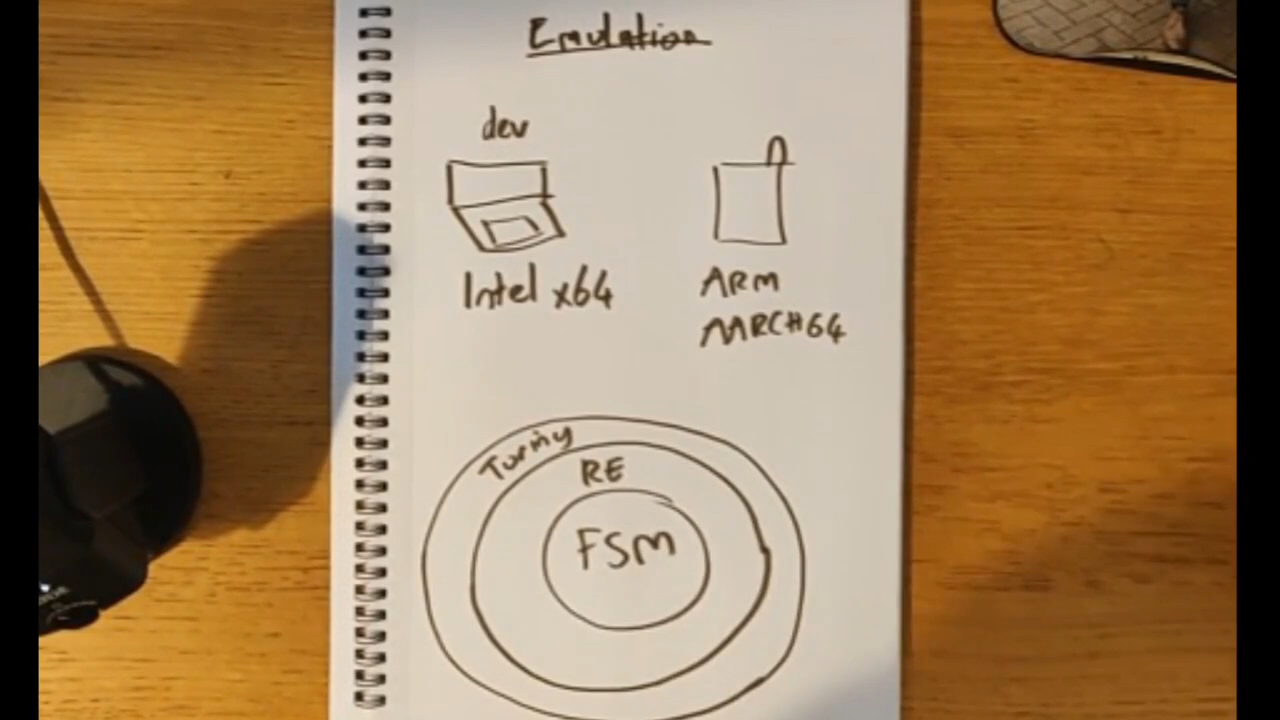 Emulation
dev
Intel x64
ARM
AARCH64
Turing
RE
FSM